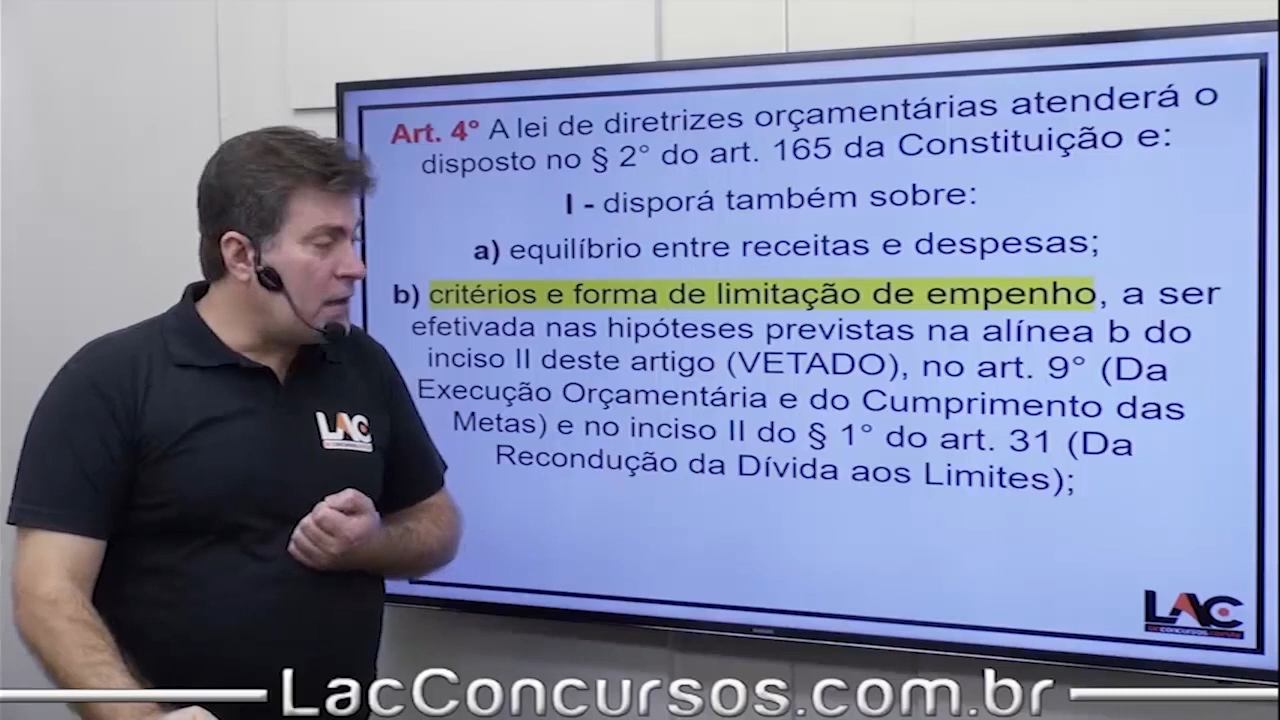 Art. 4° A lei de diretrizes orçamentárias atenderá o
disposto no § 2° do art. 165 da Constituição e:
I - disporá também sobre:
a) equilíbrio entre receitas e despesas;
b) critérios e forma de limitação de empenho, a ser
efetivada nas hipóteses previstas na alínea b do
inciso II deste artigo (VETADO), no art. 9° (Da
Execução Orçamentária e do Cumprimento das
Metas) e no inciso II do § 1° do art. 31 (Da
Recondução da Dívida aos Limites);
LAC
LAC
LACCONCURSOS.COM.BR
LacConcursos.com.br